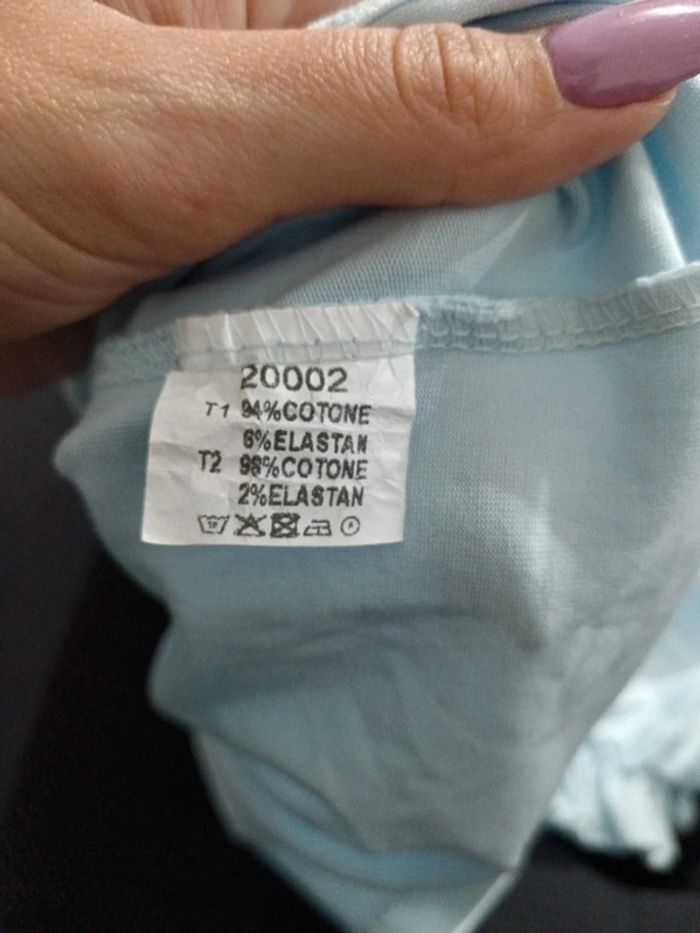 20002
T1 94%COTONE
6%ELASTAN
T2 98%COTONE
2%ELASTAN